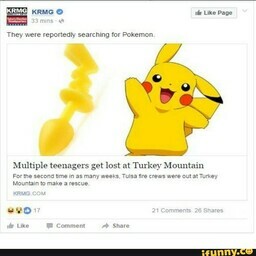 KRMG
KRMG
Like Page
33 mins
They were reportedly searching for Pokemon.
Multiple teenagers get lost at Turkey Mountain
For the second time in as many weeks, Tulsa fire crews were out at Turkey
Mountain to make a rescue.
KRMG.COM
17
21 Comments 26 Shares
Like Comment Share
ifunny.co